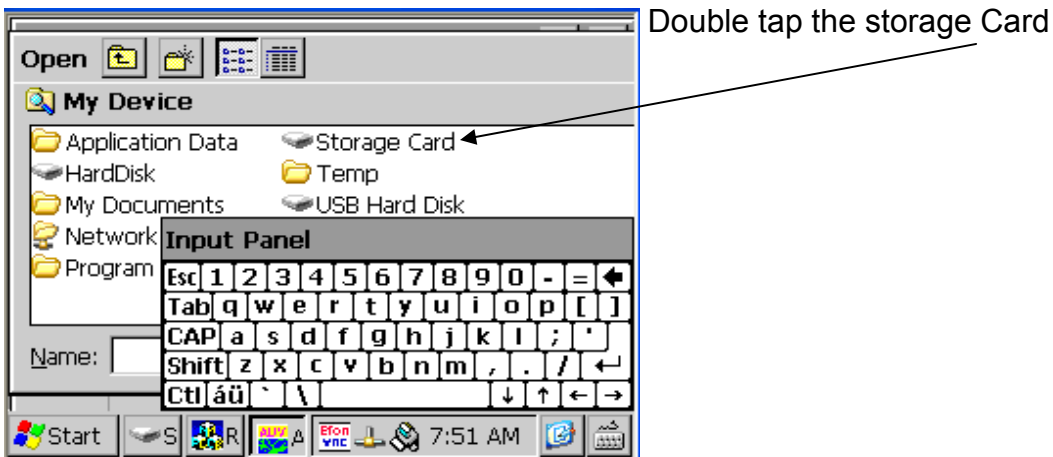 Double tap the storage Card
Open
My Device
Application Data Storage Card
HardDisk Temp
My Documents USB Hard Disk
Network
Program
Input Panel
Esc 1 2 3 4 5 6 7 8 9 0 - =
Tab q w e r t y u i o p [ ]
CAP a s d f g h j k l ; '
Name:
Shift z x c v b n m , . /
Ctl áü ` \ ↓ ↑ ← →
Start S R AUV A Efon VNC 7:51 AM